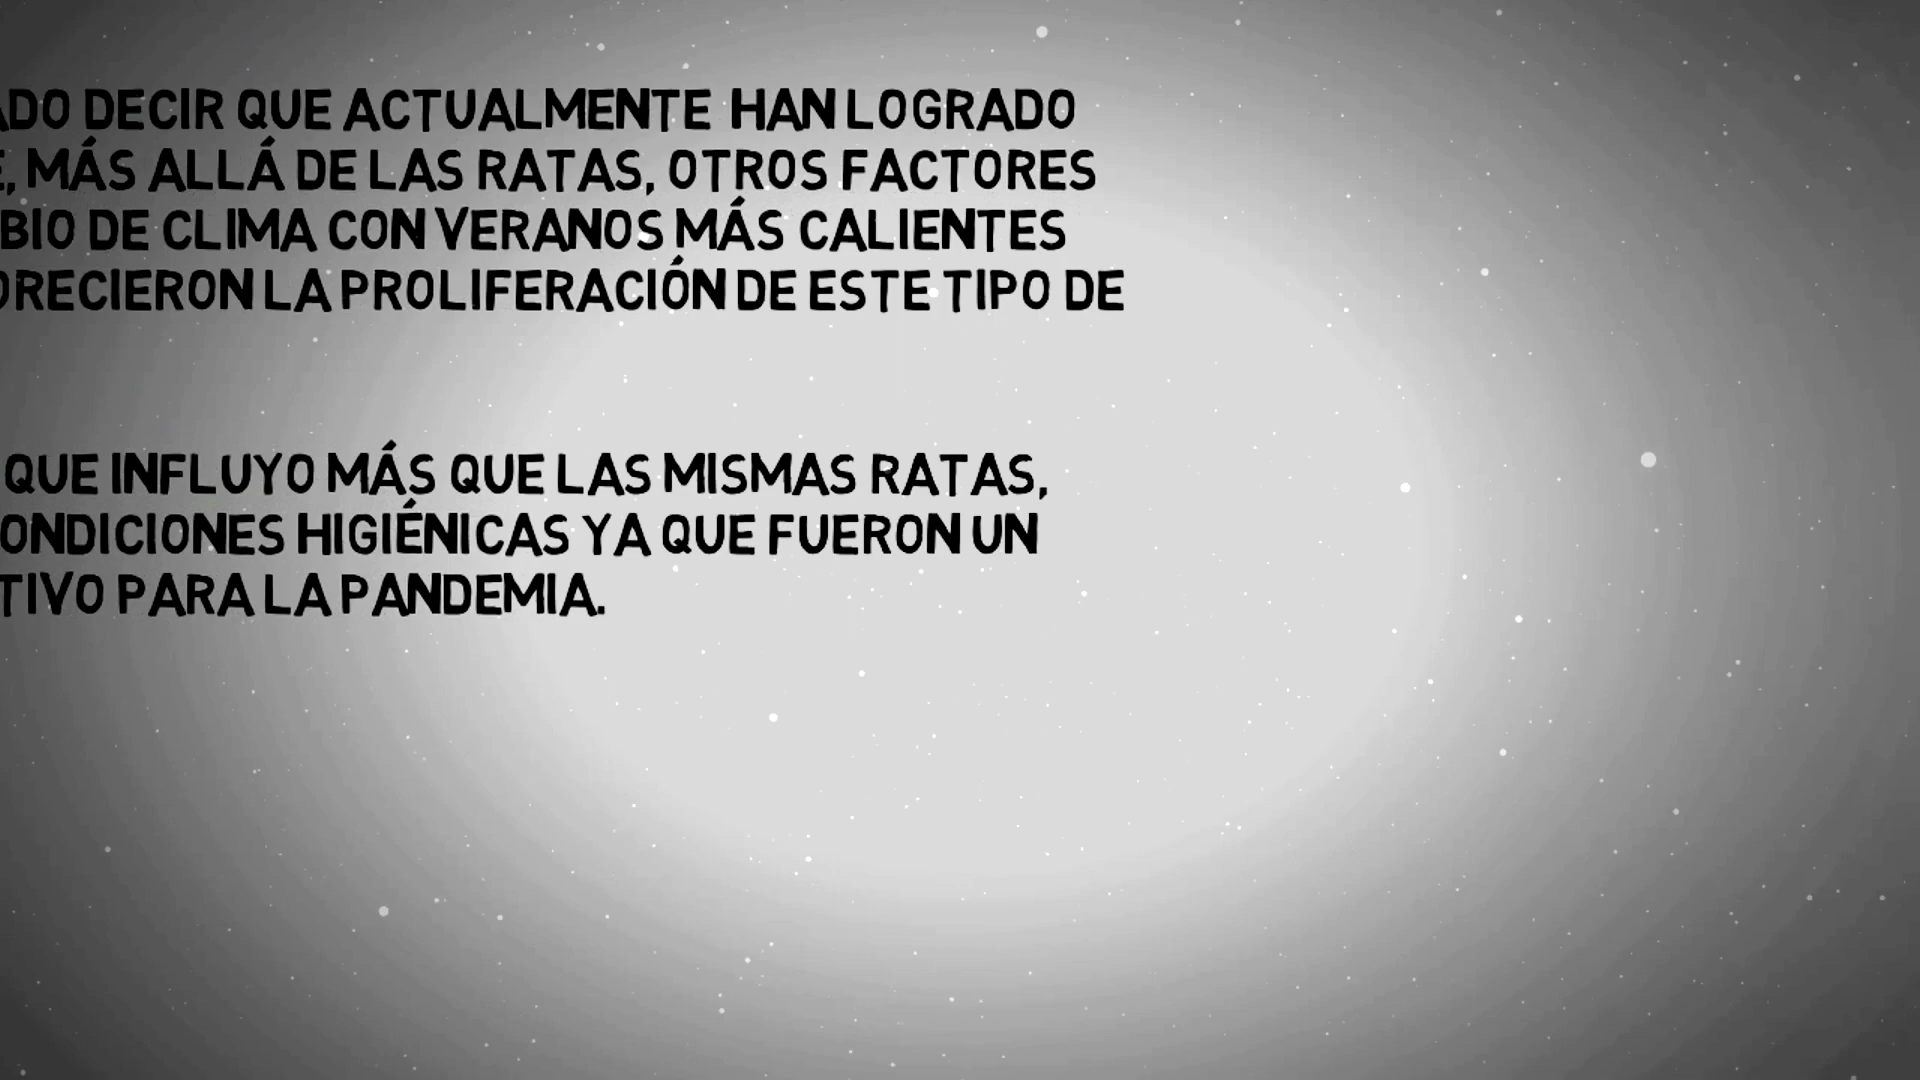 ADO DECIR QUE ACTUALMENTE HAN LOGRADO
E, MÁS ALLÁ DE LAS RATAS, OTROS FACTORES
BIO DE CLIMA CON VERANOS MÁS CALIENTES
ORECIERON LA PROLIFERACIÓN DE ESTE TIPO DE
QUE INFLUYO MÁS QUE LAS MISMAS RATAS,
ONDICIONES HIGIÉNICAS YA QUE FUERON UN
TIVO PARA LA PANDEMIA.